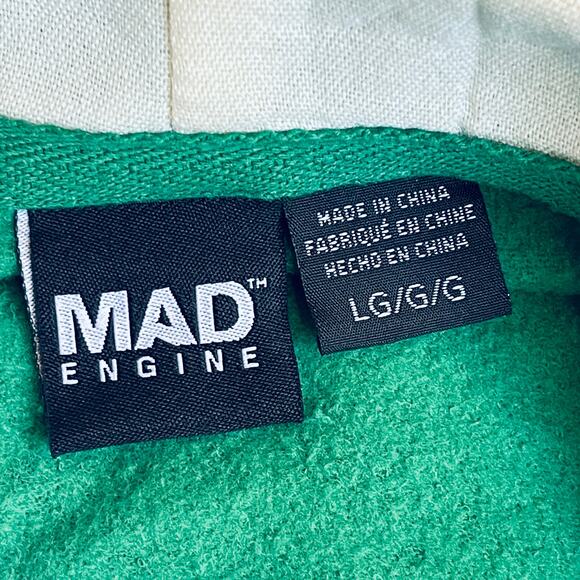 MAD™
ENGINE
MADE IN CHINA
FABRIQUÉ EN CHINE
HECHO EN CHINA
LG/G/G